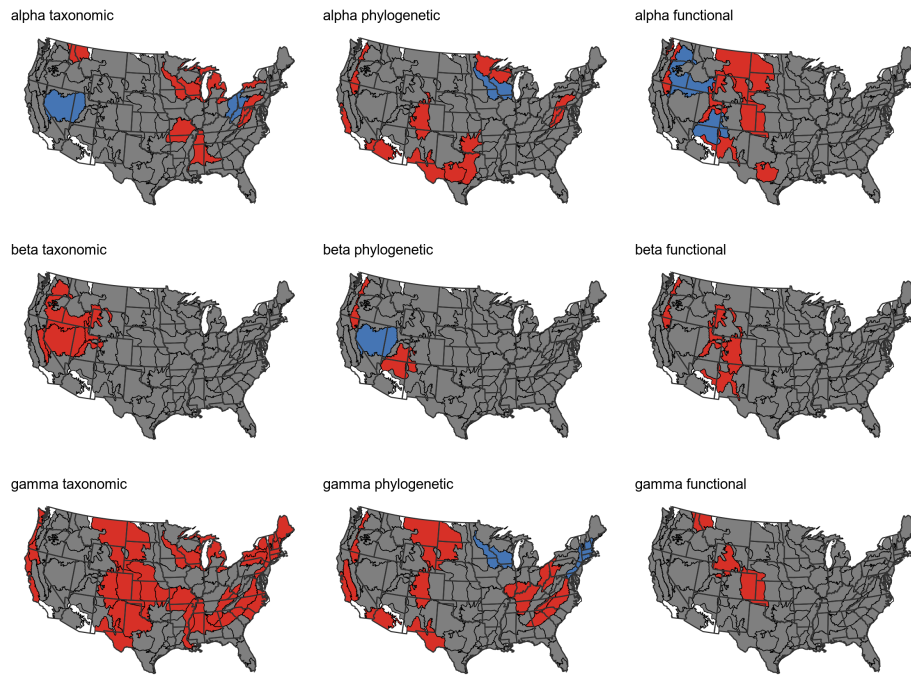 alpha taxonomic
alpha phylogenetic
alpha functional
beta taxonomic
beta phylogenetic
beta functional
gamma taxonomic
gamma phylogenetic
gamma functional